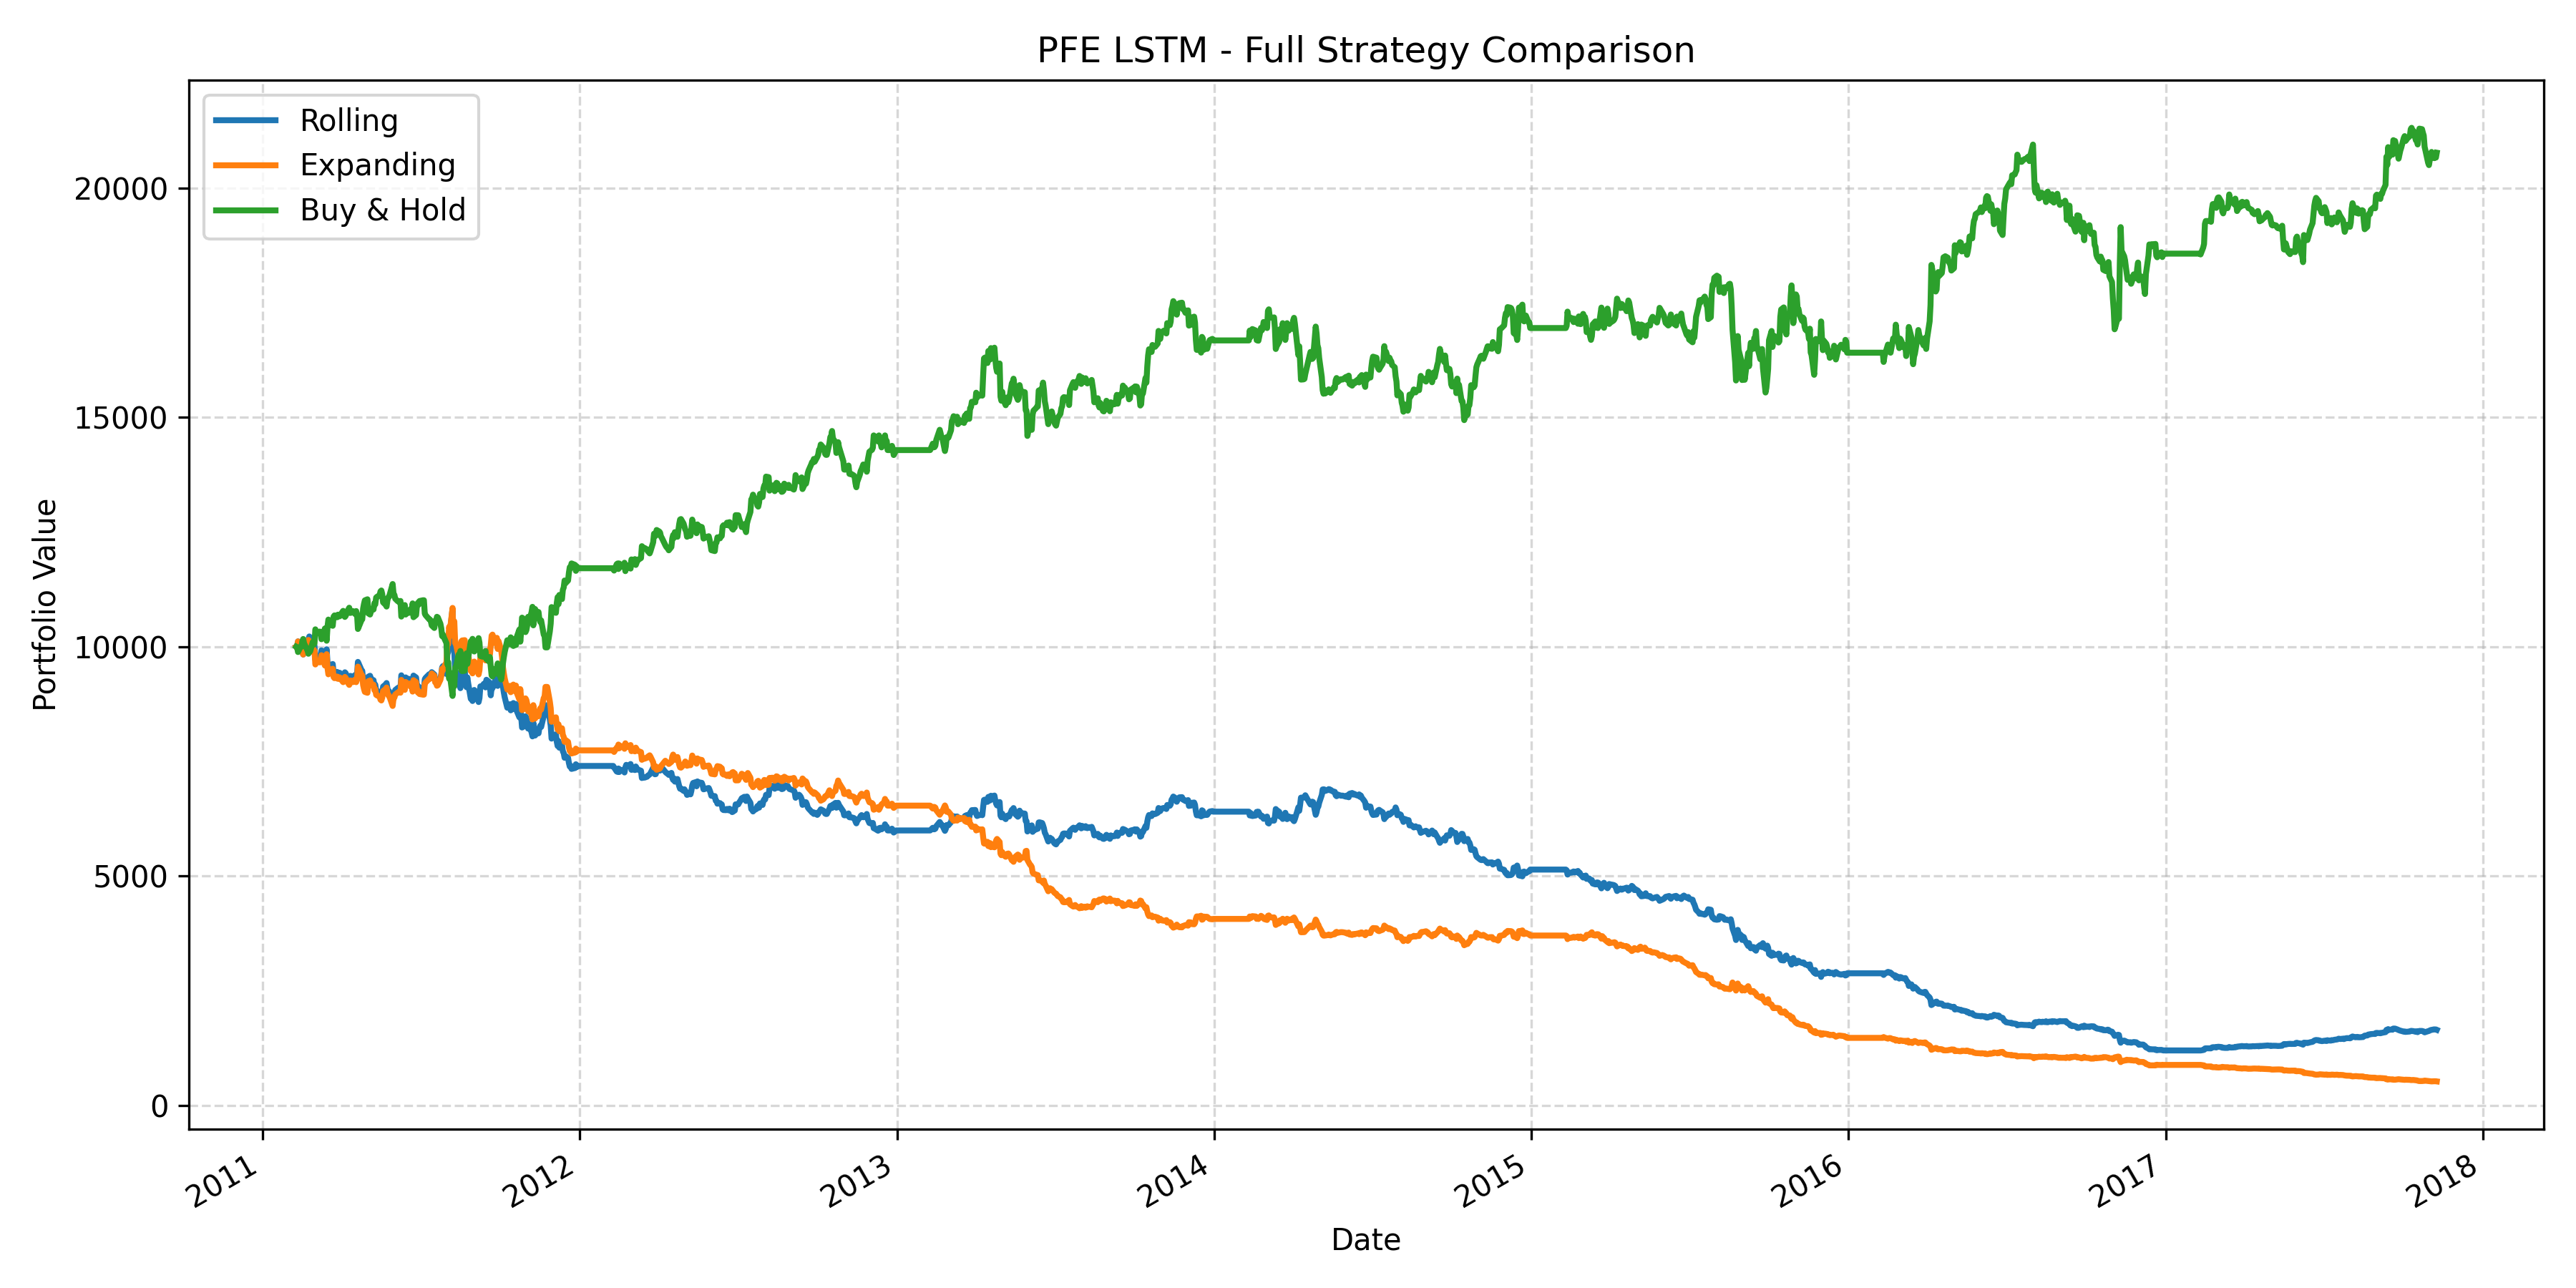 PFE LSTM - Full Strategy Comparison
Rolling
Expanding
Buy & Hold
20000
15000
10000
5000
0
Portfolio Value
2011
2012
2013
2014
2015
2016
2017
2018
Date